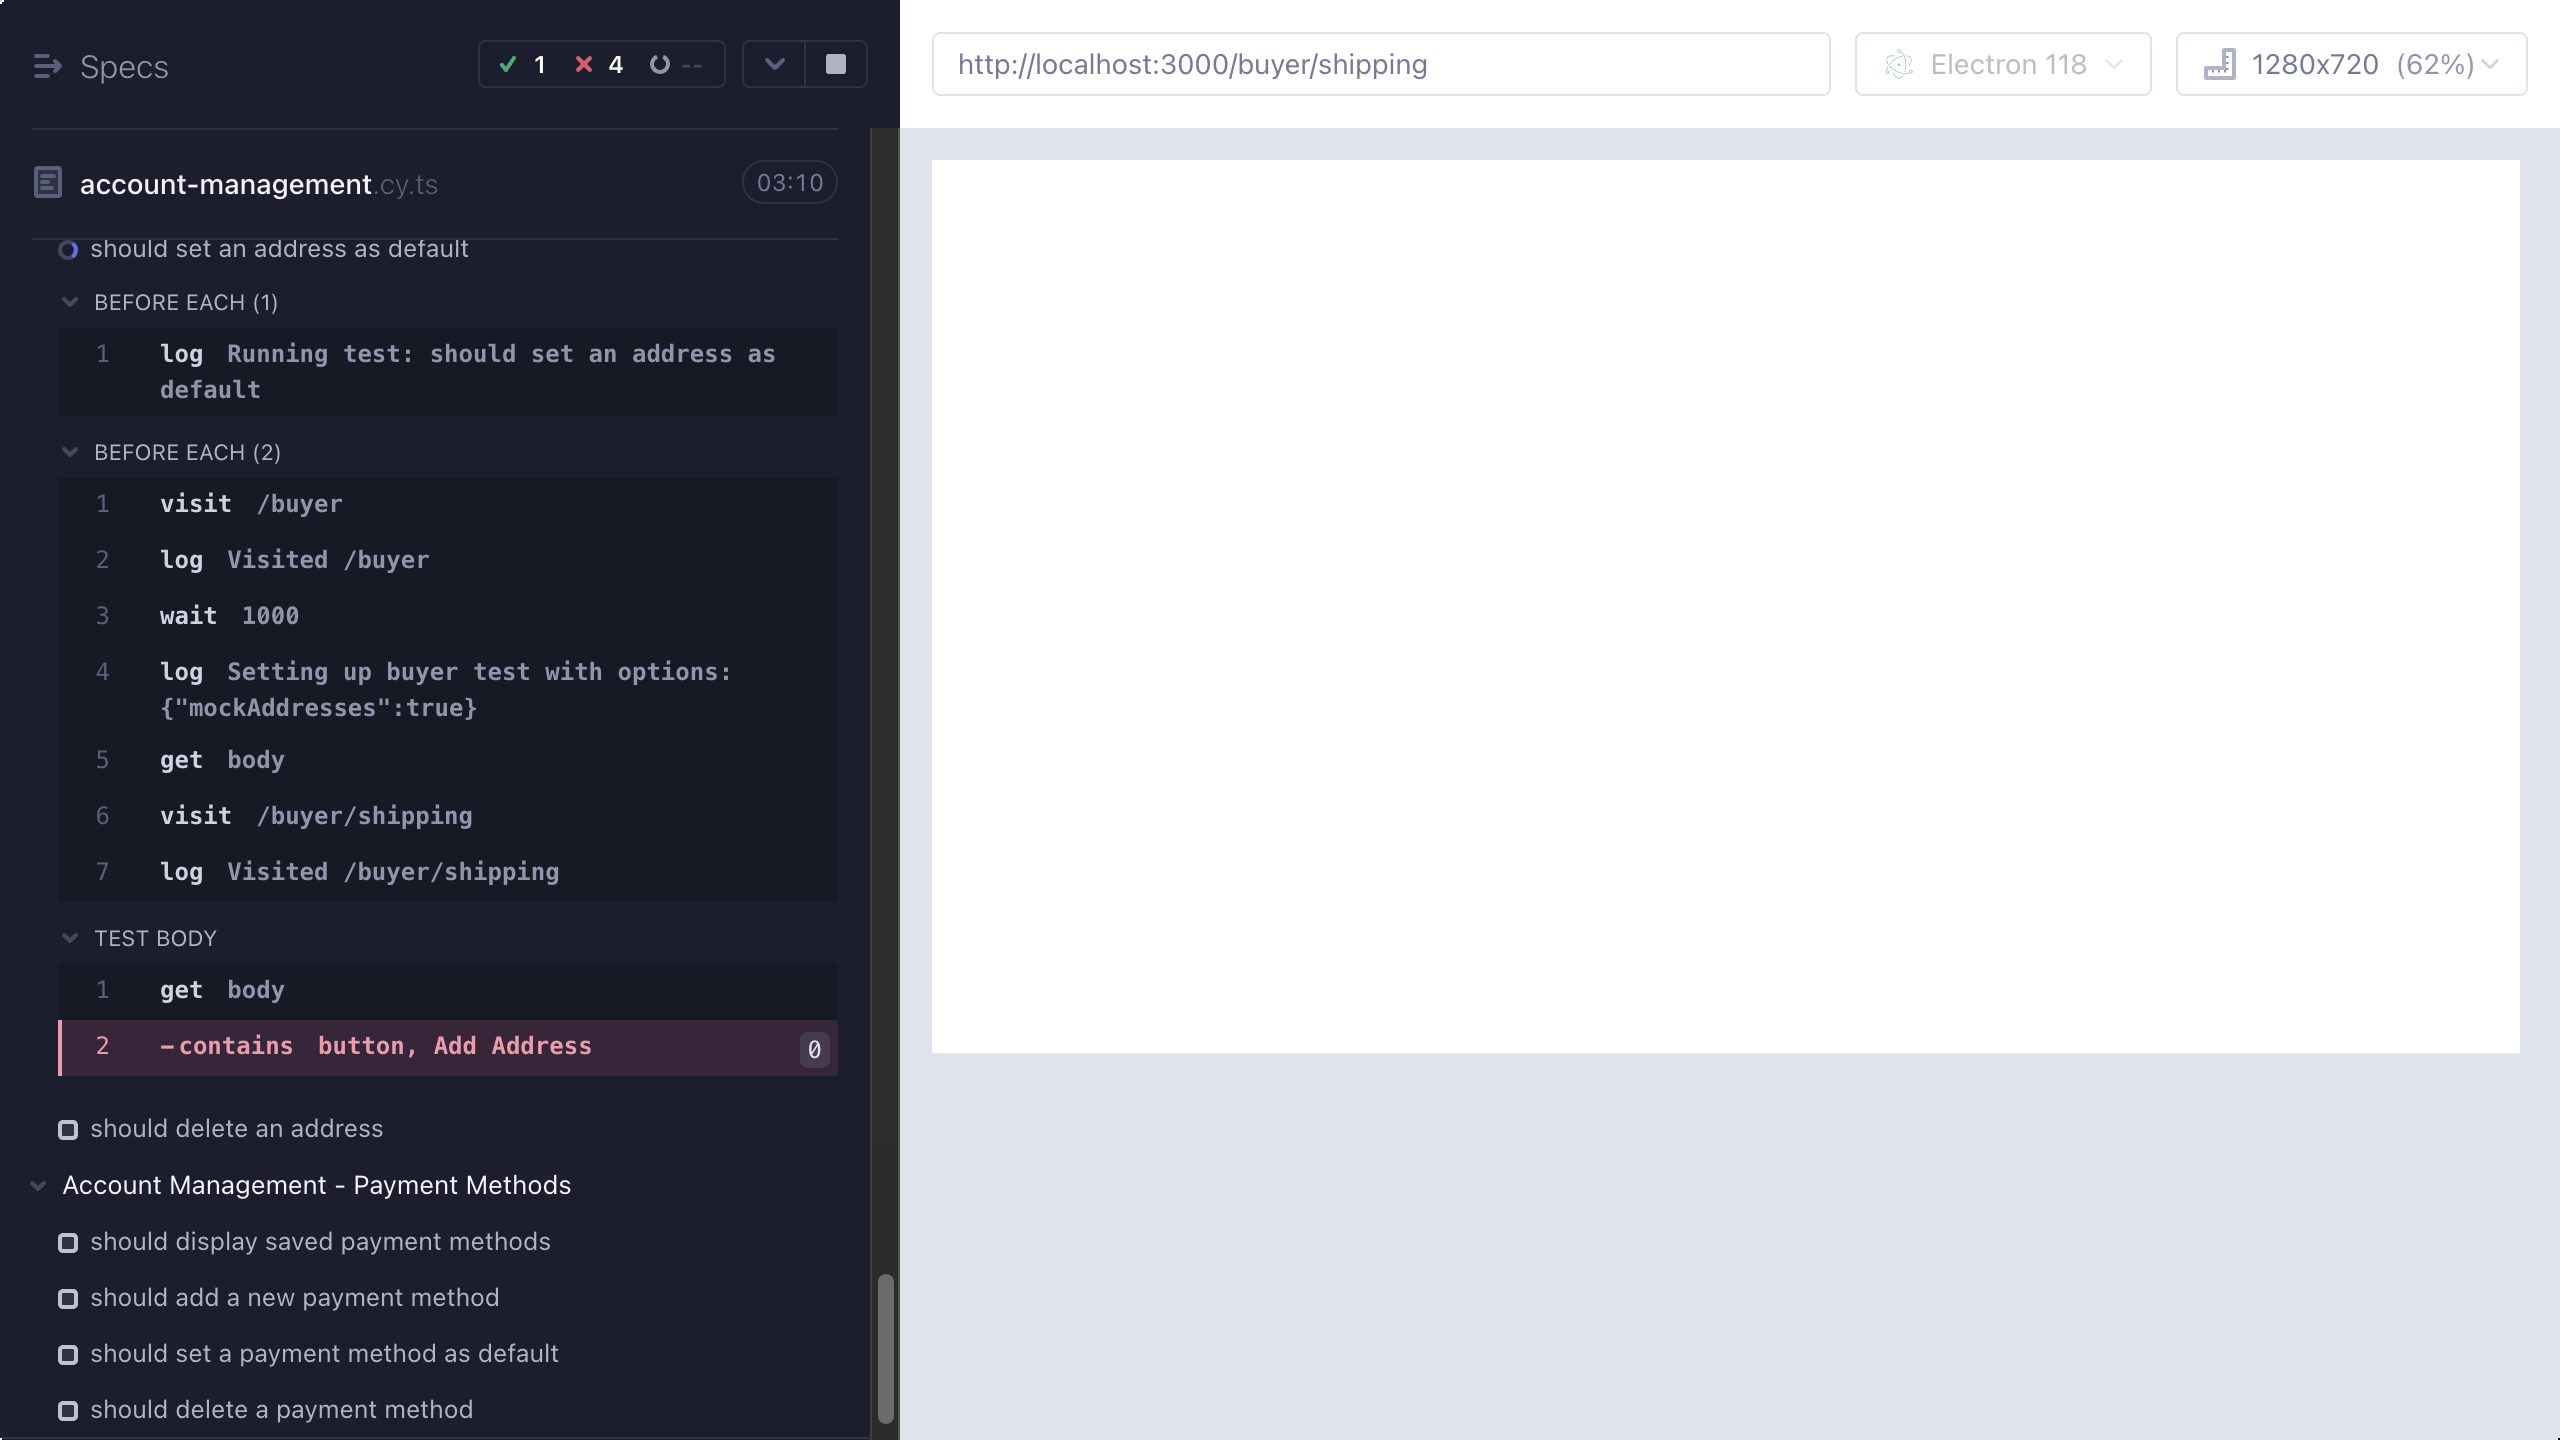 Specs
1
4
--
http://localhost:3000/buyer/shipping
Electron 118
1280x720 (62%)
account-management.cy.ts
03:10
should set an address as default
BEFORE EACH (1)
1 log Running test: should set an address as
default
BEFORE EACH (2)
1 visit /buyer
2 log Visited /buyer
3 wait 1000
4 log Setting up buyer test with options:
{"mockAddresses":true}
5 get body
6 visit /buyer/shipping
7 log Visited /buyer/shipping
TEST BODY
1 get body
2 -contains button, Add Address 0
should delete an address
Account Management - Payment Methods
should display saved payment methods
should add a new payment method
should set a payment method as default
should delete a payment method